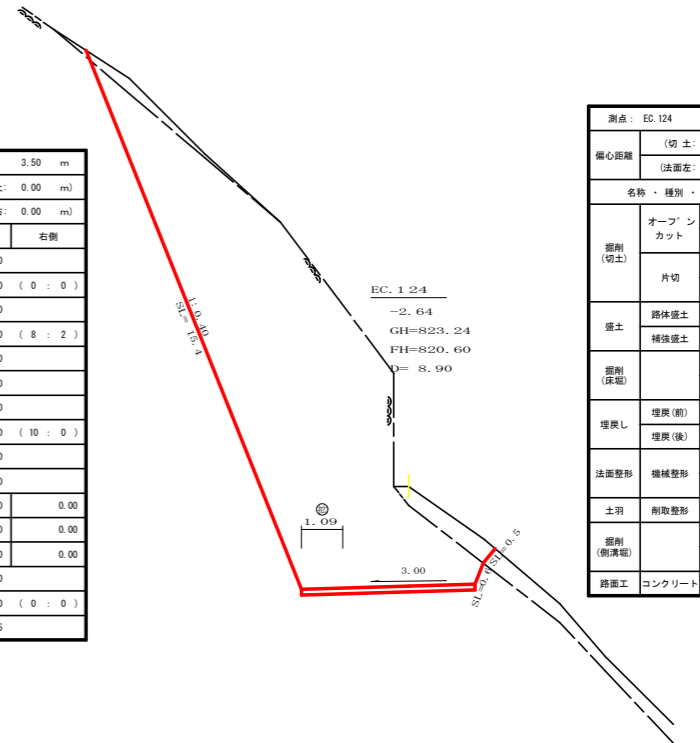 3.50 m
0.00 m)
0.00 m)
右側
( 0 : 0 )
( 8 : 2 )
( 10 : 0 )
0.00
0.00
0.00
( 0 : 0 )
1:0.40
SL= 15.4
EC.124
-2.64
GH=823.24
FH=820.60
D= 8.90
1.09
3.00
SL=0.6
SL=0.5
測点: EC.124
偏心距離
(切 土:
(法面左:
名称 ・ 種別 ・
掘削
(切土)
オープン
カット
片切
盛土
路体盛土
補強盛土
掘削
(床堀)
埋戻し
埋戻(前)
埋戻(後)
法面整形
機械整形
土羽
削取整形
掘削
(側溝堀)
路面工
コンクリート